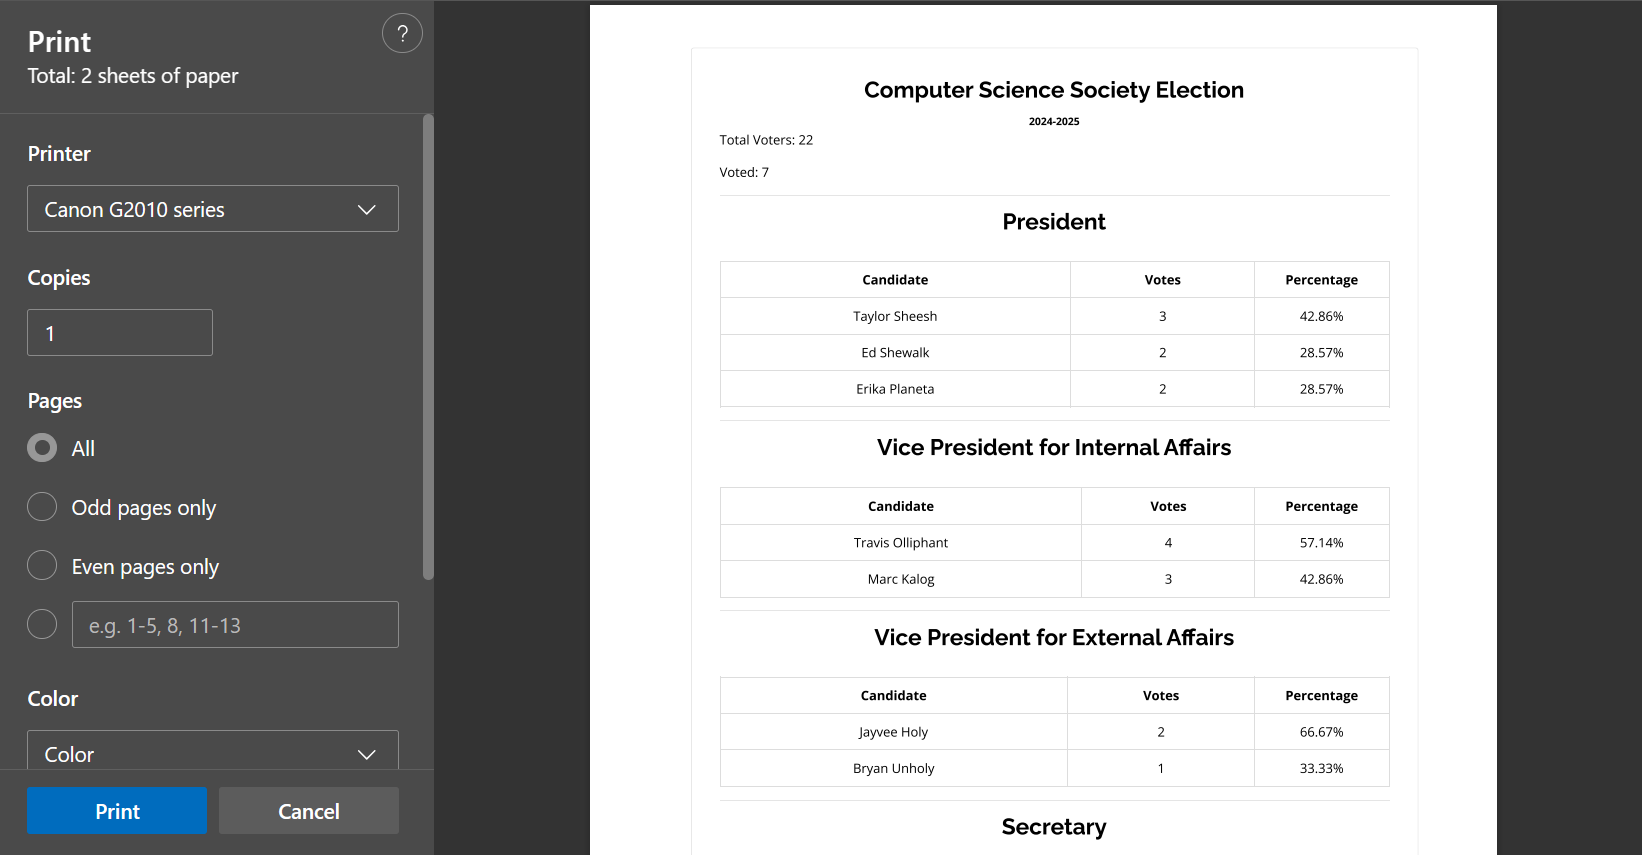 Print
?
Total: 2 sheets of paper
Printer
Canon G2010 series
Copies
1
Pages
All
Odd pages only
Even pages only
e.g. 1-5, 8, 11-13
Color
Color
Print Cancel
Computer Science Society Election
2024-2025
Total Voters: 22
Voted: 7
President
Candidate Votes Percentage
Taylor Sheesh 3 42.86%
Ed Shewalk 2 28.57%
Erika Planeta 2 28.57%
Vice President for Internal Affairs
Candidate Votes Percentage
Travis Olliphant 4 57.14%
Marc Kalog 3 42.86%
Vice President for External Affairs
Candidate Votes Percentage
Jayvee Holy 2 66.67%
Bryan Unholy 1 33.33%
Secretary